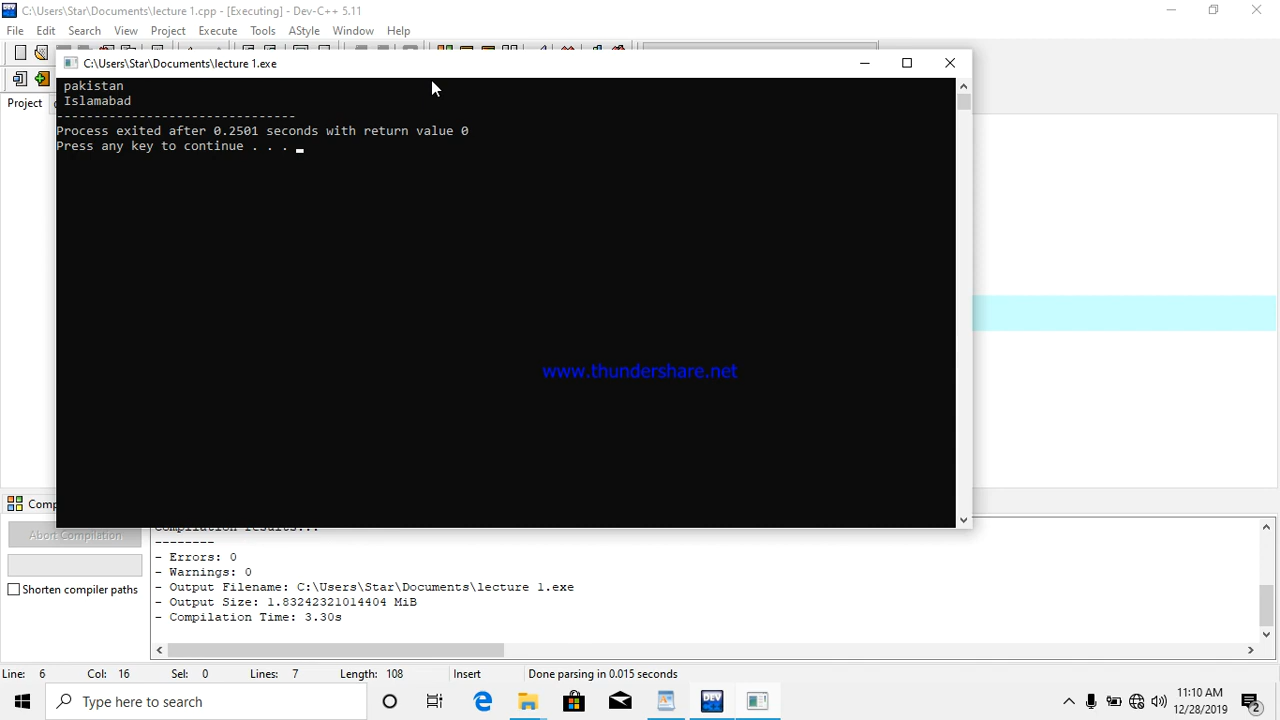 C:\Users\Star\Documents\lecture 1.cpp - [Executing] - Dev-C++ 5.11
File Edit Search View Project Execute Tools AStyle Window Help
C:\Users\Star\Documents\lecture 1.exe
Project
pakistan
Islamabad
--------------------------------
Process exited after 0.2501 seconds with return value 0
Press any key to continue . . .
www.thundershare.net
Comp
Abort Compilation
Shorten compiler paths
Compilation results...
--------
- Errors: 0
- Warnings: 0
- Output Filename: C:\Users\Star\Documents\lecture 1.exe
- Output Size: 1.83242321014404 MiB
- Compilation Time: 3.30s
Line: 6 Col: 16 Sel: 0 Lines: 7 Length: 108 Insert Done parsing in 0.015 seconds
Type here to search
DEV
11:10 AM
12/28/2019
2